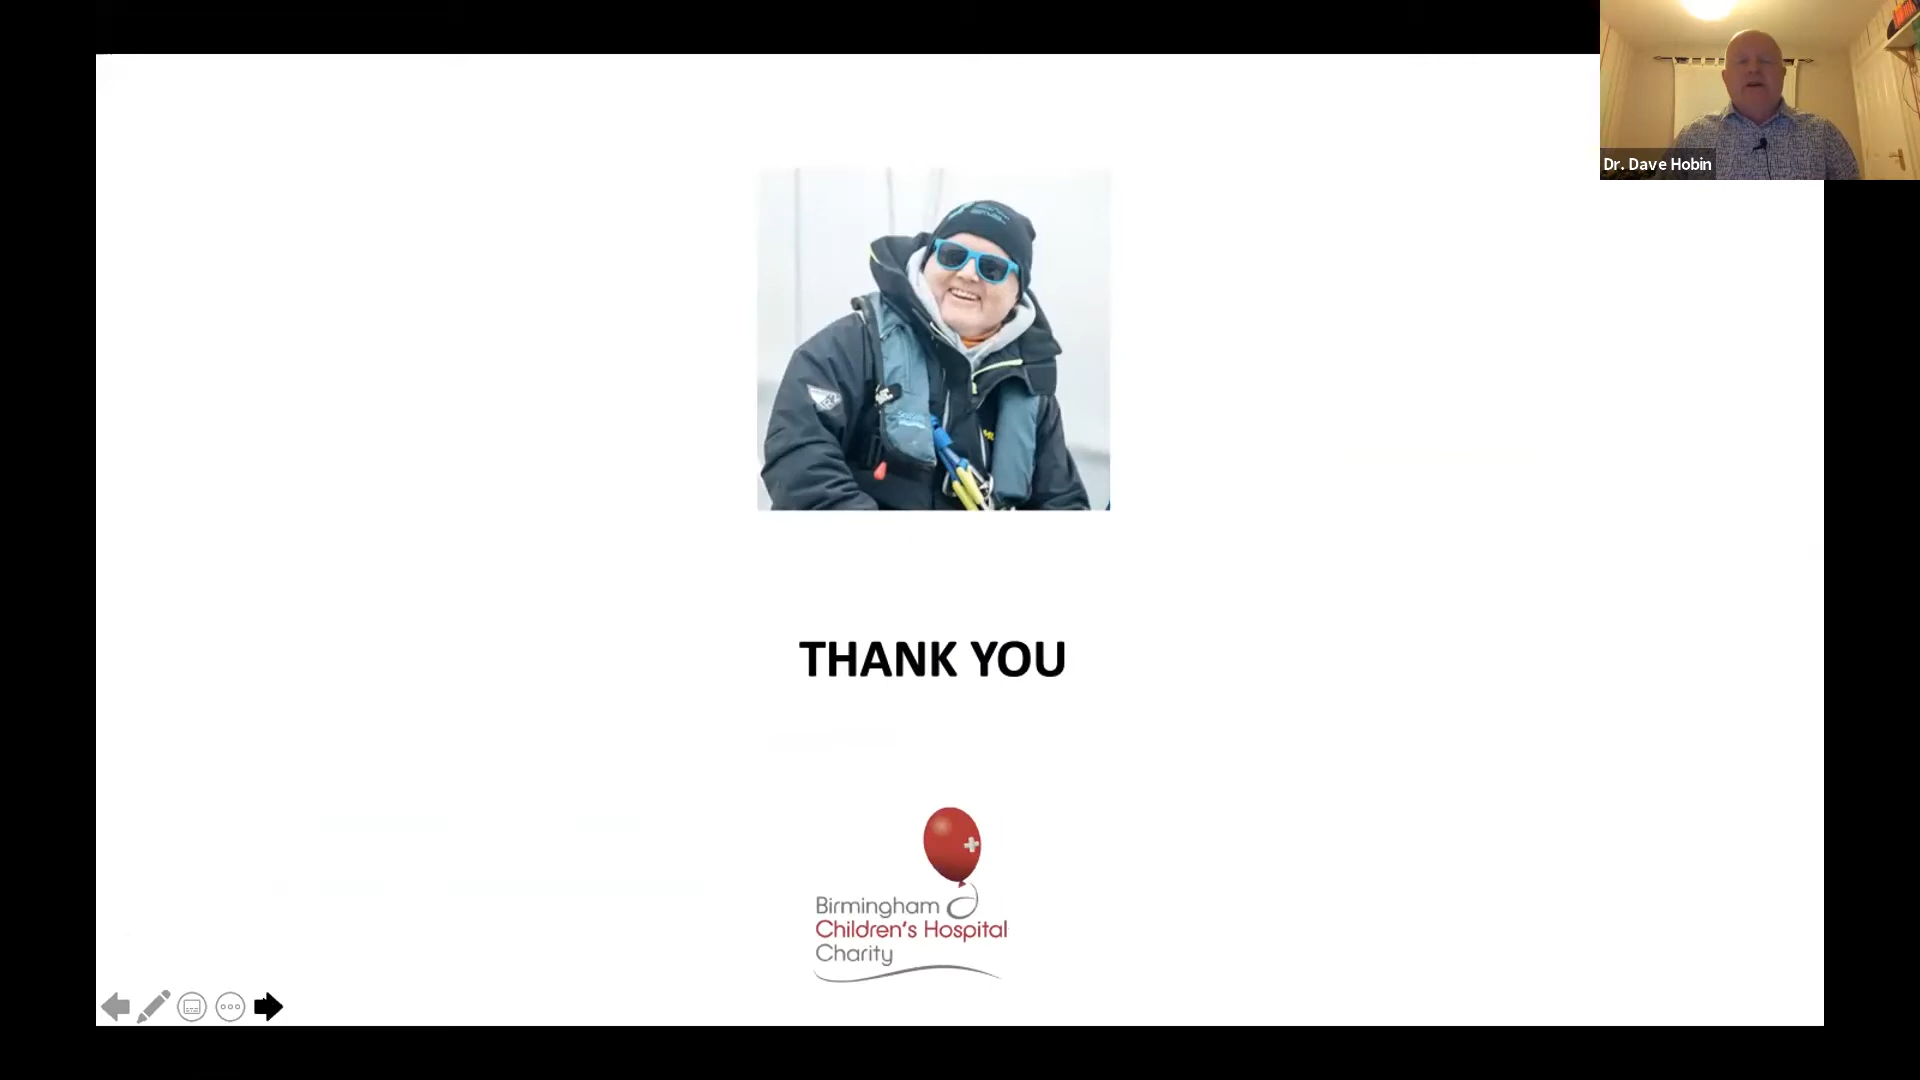 Dr. Dave Hobin
THANK YOU
Birmingham
Children's Hospital
Charity